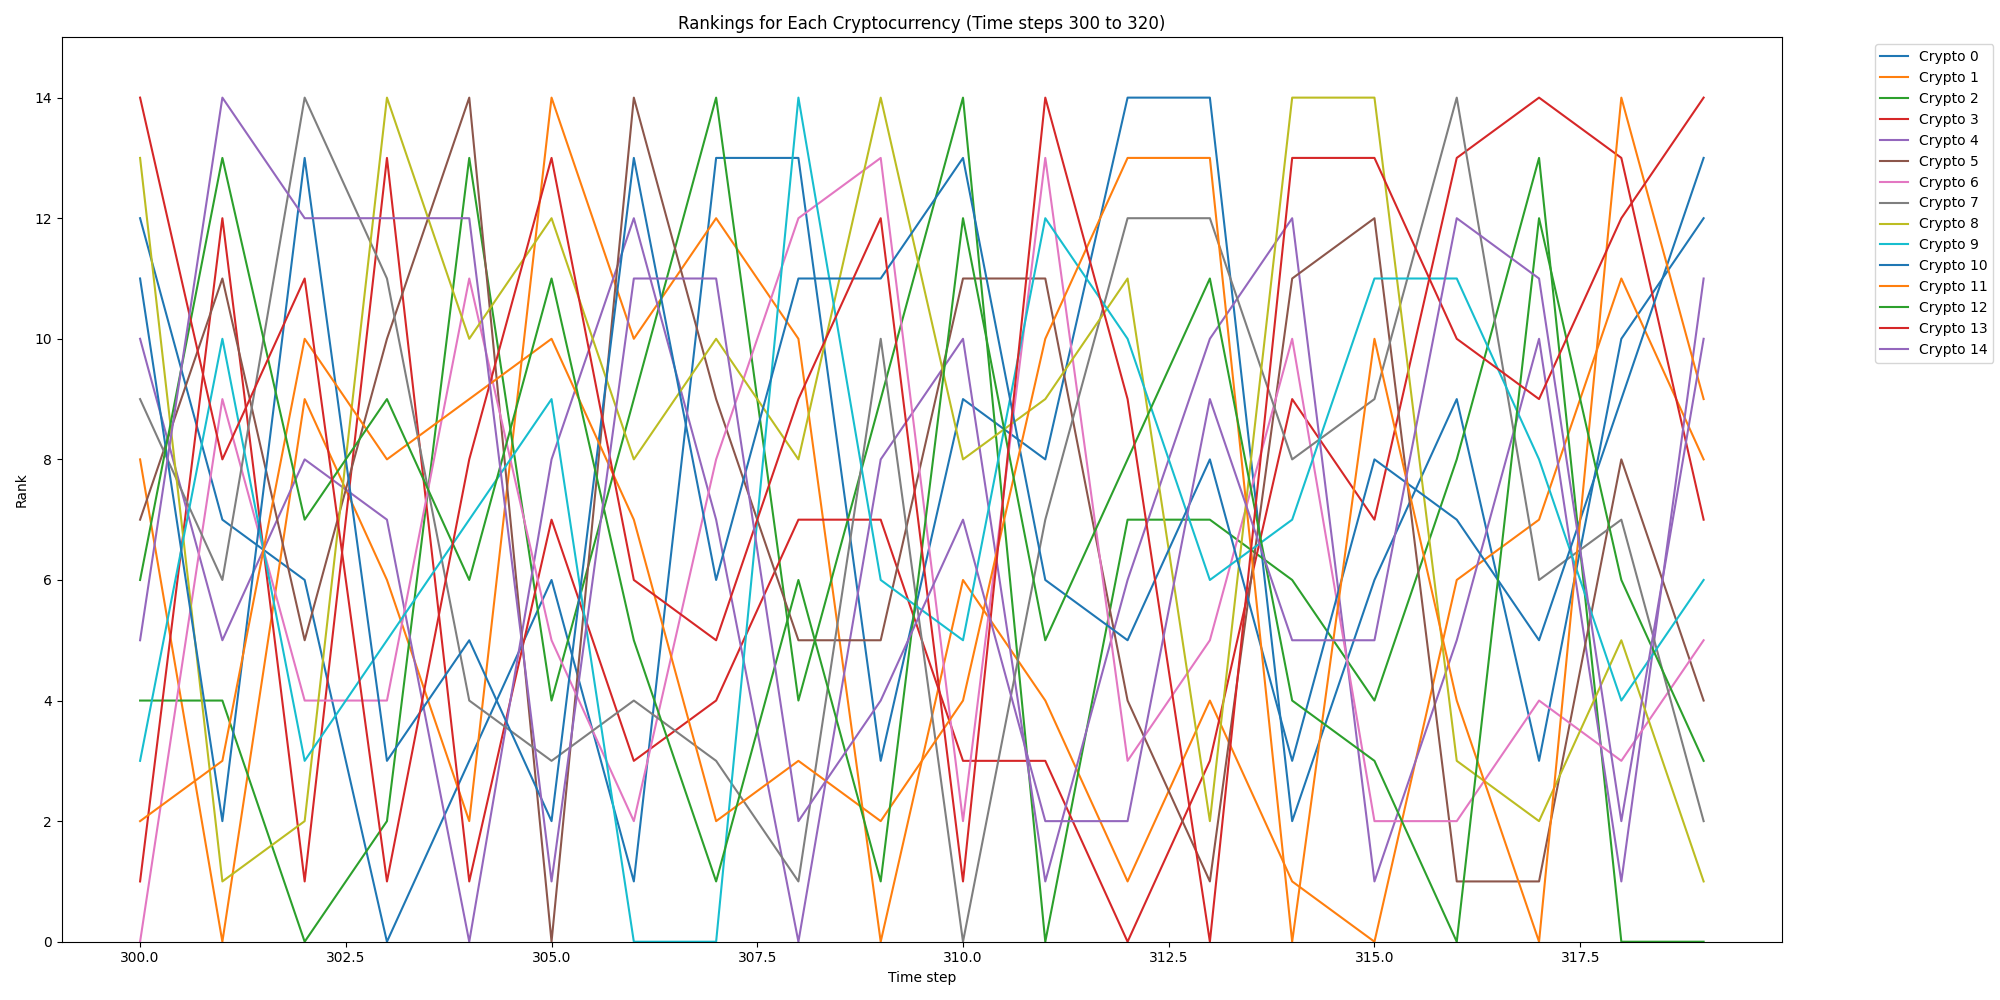 Rankings for Each Cryptocurrency (Time steps 300 to 320)
Rank
14
12
10
8
6
4
2
0
300.0 302.5 305.0 307.5 310.0 312.5 315.0 317.5
Time step
Crypto 0
Crypto 1
Crypto 2
Crypto 3
Crypto 4
Crypto 5
Crypto 6
Crypto 7
Crypto 8
Crypto 9
Crypto 10
Crypto 11
Crypto 12
Crypto 13
Crypto 14